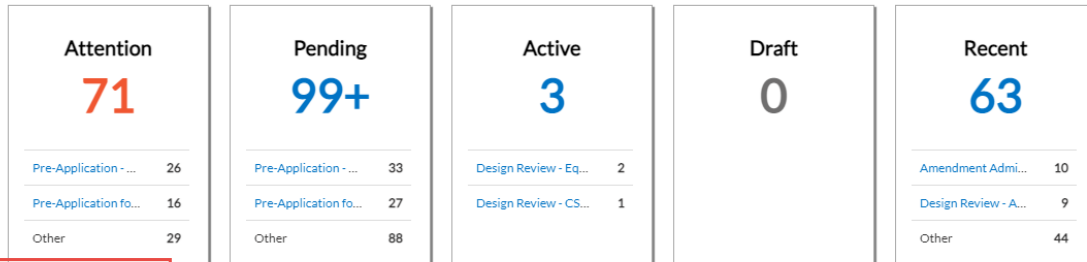 Attention
71
Pre-Application - ... 26
Pre-Application fo... 16
Other 29
Pending
99+
Pre-Application - ... 33
Pre-Application fo... 27
Other 88
Active
3
Design Review - Eq... 2
Design Review - CS... 1
Draft
0
Recent
63
Amendment Admi... 10
Design Review - A... 9
Other 44